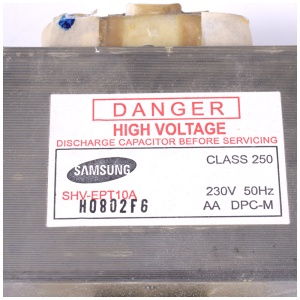 DANGER
HIGH VOLTAGE
DISCHARGE CAPACITOR BEFORE SERVICING
SAMSUNG CLASS 250
SHV-EPT10A 230V 50Hz
H0802F6 AA DPC-M